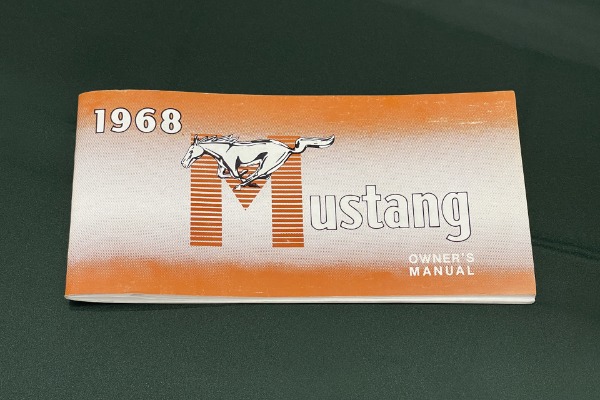 1968
Mustang
OWNER'S
MANUAL